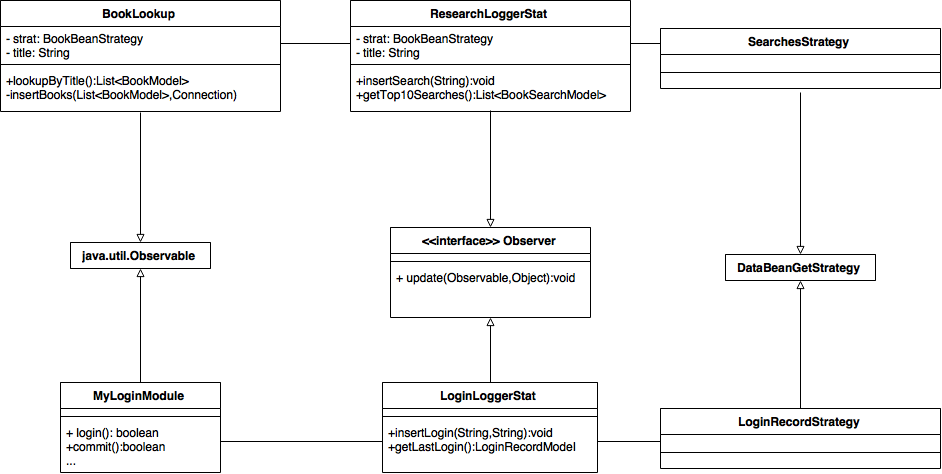 BookLookup
- strat: BookBeanStrategy
- title: String
+lookupByTitle():List<BookModel>
-insertBooks(List<BookModel>,Connection)
ResearchLoggerStat
- strat: BookBeanStrategy
- title: String
+insertSearch(String):void
+getTop10Searches():List<BookSearchModel>
SearchesStrategy
java.util.Observable
<<interface>> Observer
+ update(Observable,Object):void
DataBeanGetStrategy
MyLoginModule
+ login(): boolean
+commit():boolean
...
LoginLoggerStat
+insertLogin(String,String):void
+getLastLogin():LoginRecordModel
LoginRecordStrategy